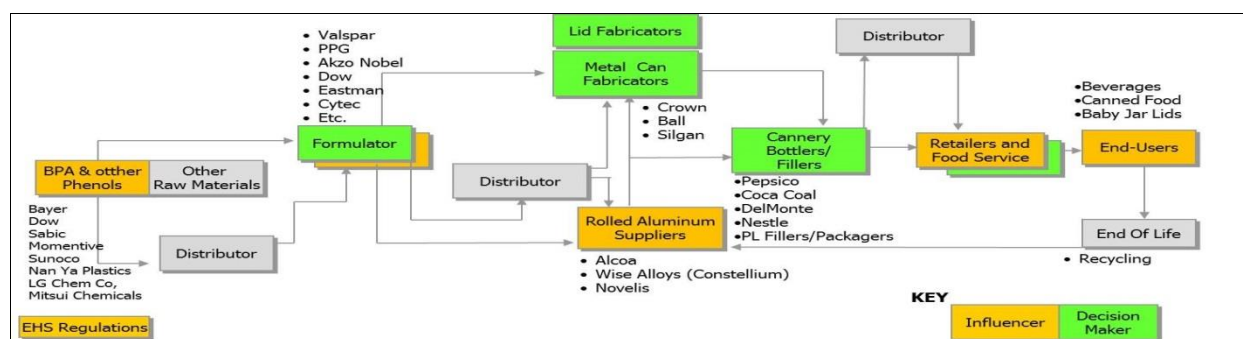 • Valspar
• PPG
• Akzo Nobel
• Dow
• Eastman
• Cytec
• Etc.
Lid Fabricators
Metal Can
Fabricators
Distributor
• Crown
• Ball
• Silgan
•Beverages
•Canned Food
•Baby Jar Lids
Formulator
BPA & otther
Phenols
Other
Raw Materials
Distributor
Cannery
Bottlers/
Fillers
Retailers and
Food Service
End-Users
Bayer
Dow
Sabic
Momentive
Sunoco
Nan Ya Plastics
LG Chem Co,
Mitsui Chemicals
Distributor
Rolled Aluminum
Suppliers
•Pepsico
•Coca Coal
•DelMonte
•Nestle
•PL Fillers/Packagers
End Of Life
• Recycling
• Alcoa
• Wise Alloys (Constellium)
• Novelis
EHS Regulations
KEY
Influencer
Decision
Maker